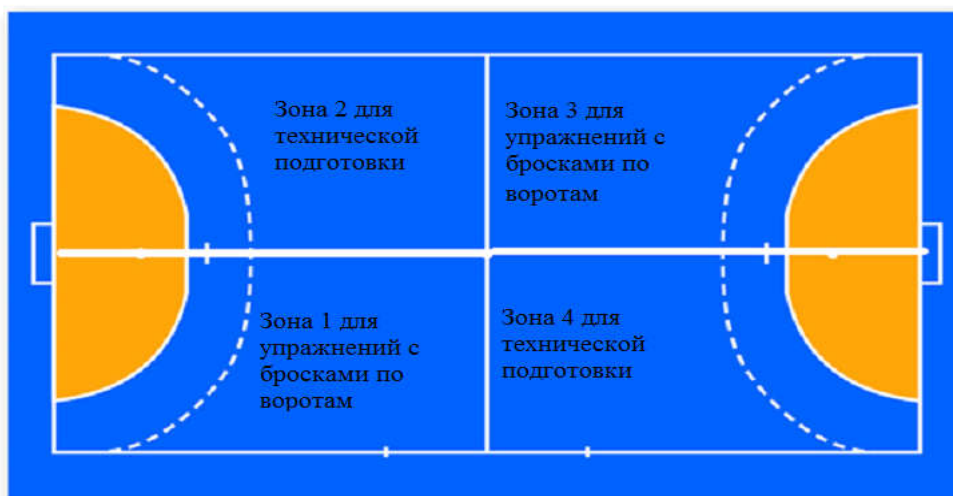 Зона 2 для
технической
подготовки
Зона 3 для
упражнений с
бросками по
воротам
Зона 1 для
упражнений с
бросками по
воротам
Зона 4 для
технической
подготовки